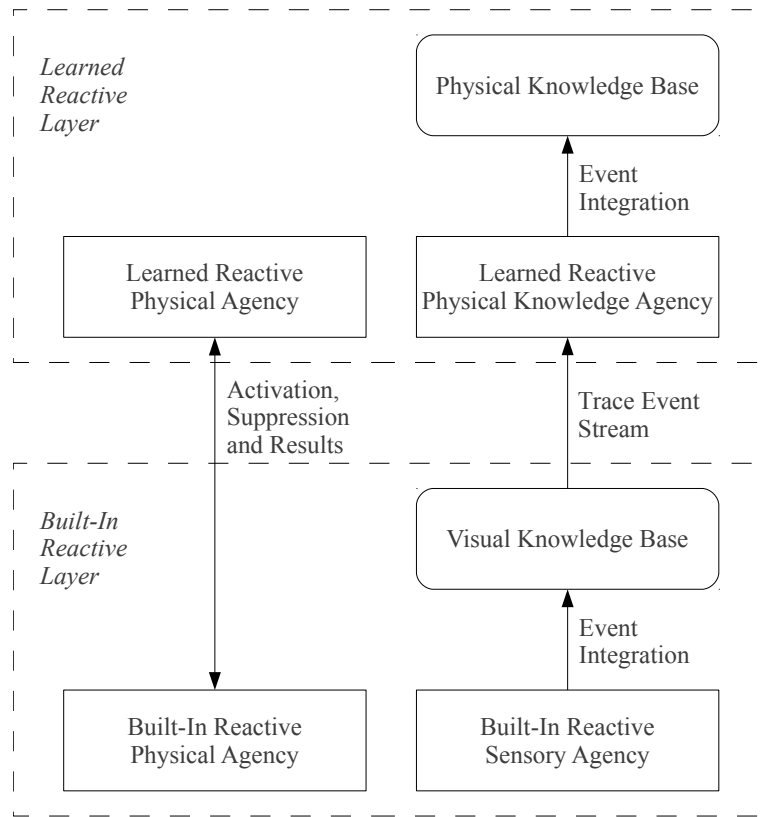 Learned
Reactive
Layer
Physical Knowledge Base
Event
Integration
Learned Reactive
Physical Agency
Learned Reactive
Physical Knowledge Agency
Activation,
Suppression
and Results
Trace Event
Stream
Built-In
Reactive
Layer
Visual Knowledge Base
Event
Integration
Built-In Reactive
Physical Agency
Built-In Reactive
Sensory Agency